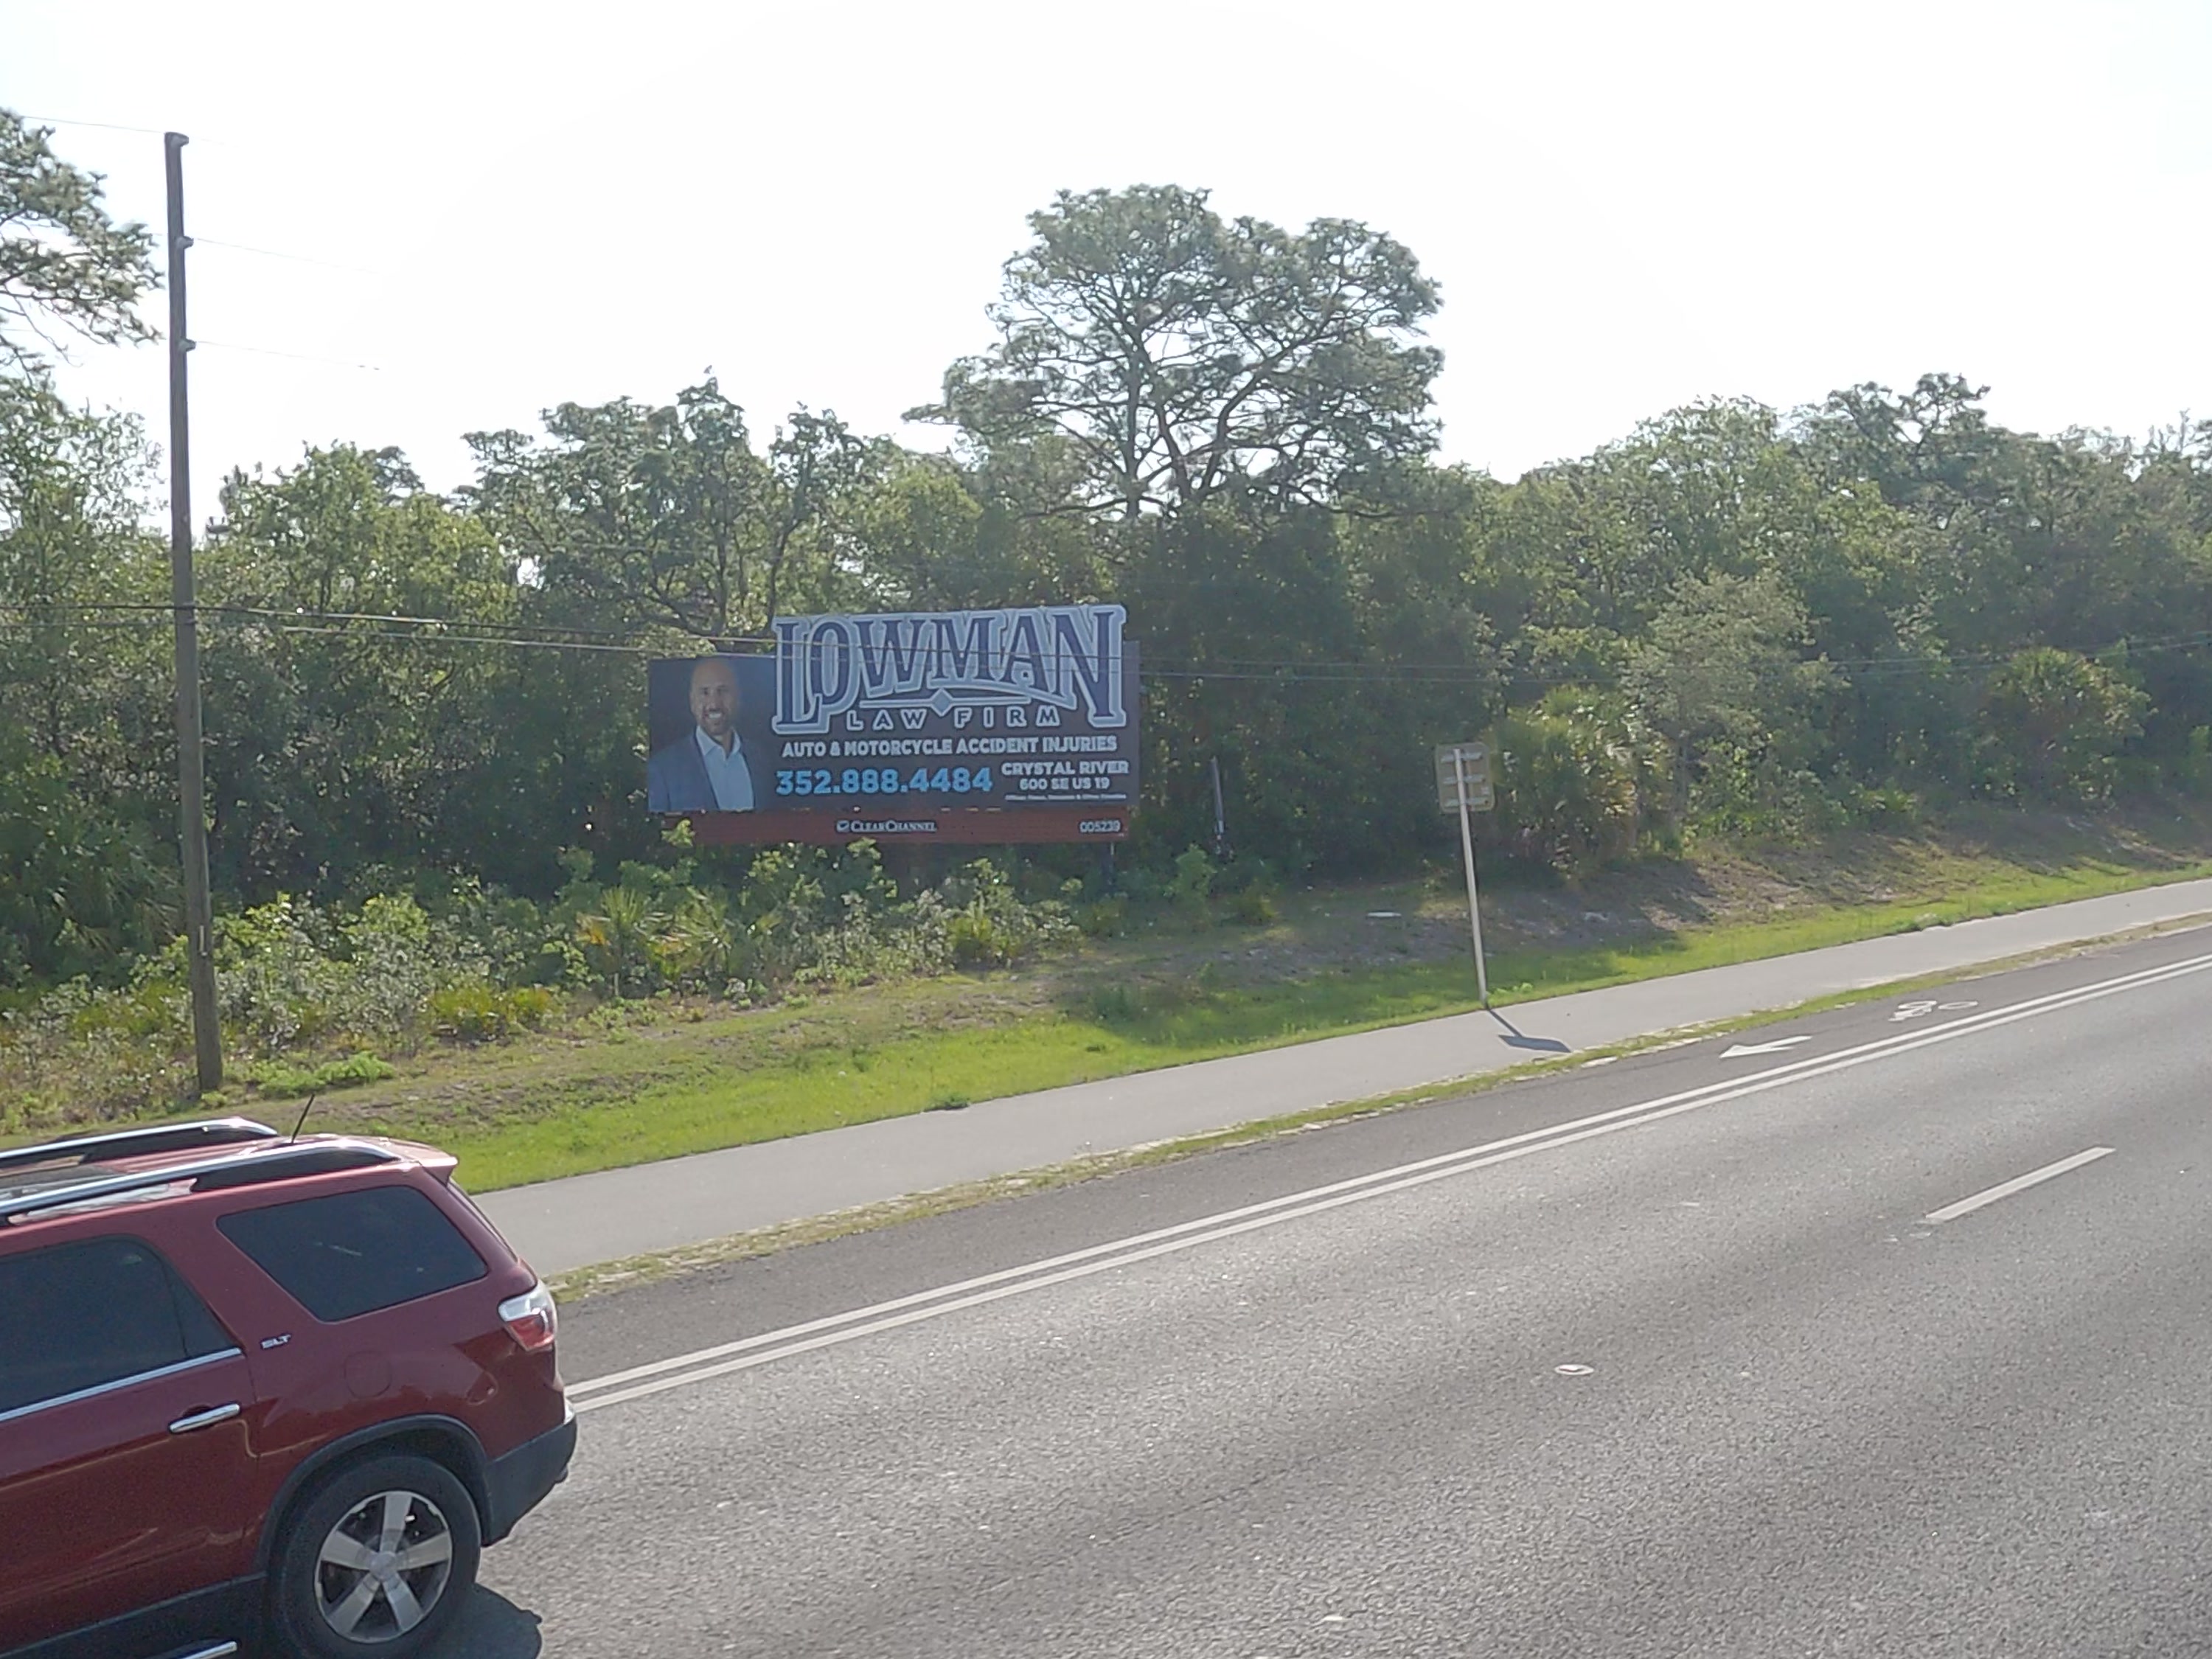 LOWMAN
LAW FIRM
AUTO & MOTORCYCLE ACCIDENT INJURIES
352.888.4484
CRYSTAL RIVER
600 SE US 19
CLEAR CHANNEL
005239
SLT